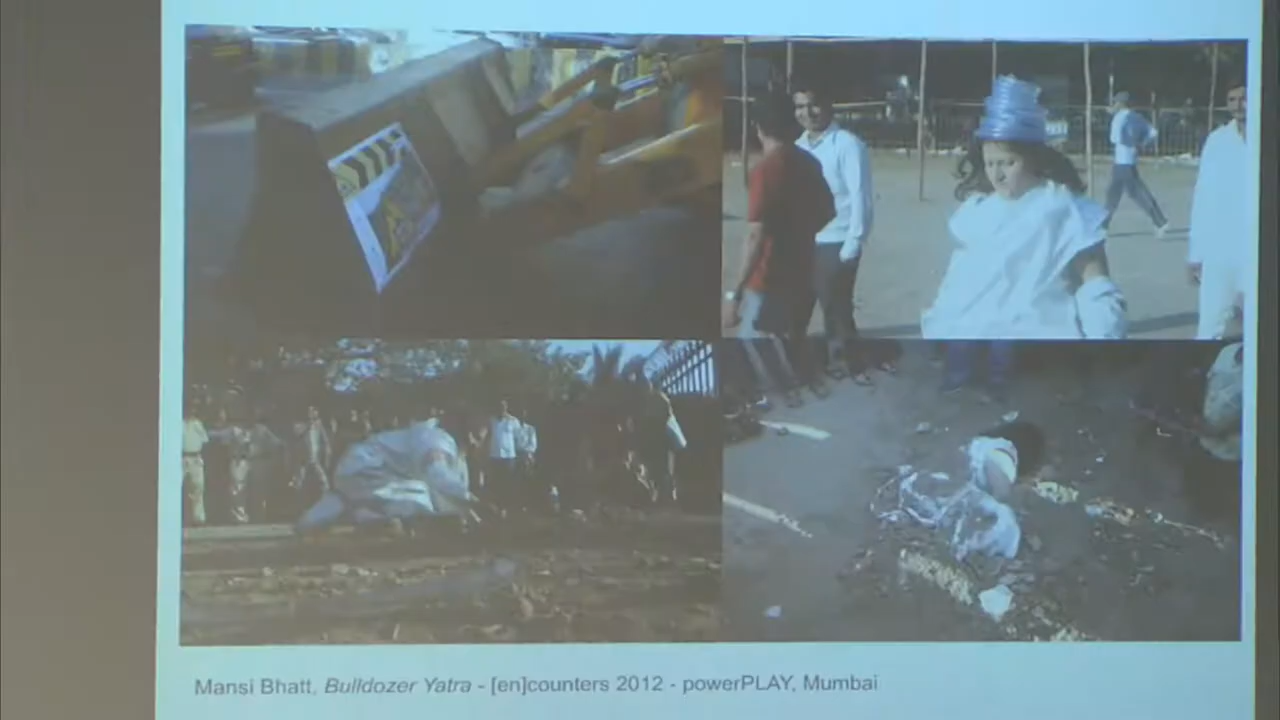 Mansi Bhatt, Bulldozer Yatra - [en]counters 2012 - powerPLAY, Mumbai